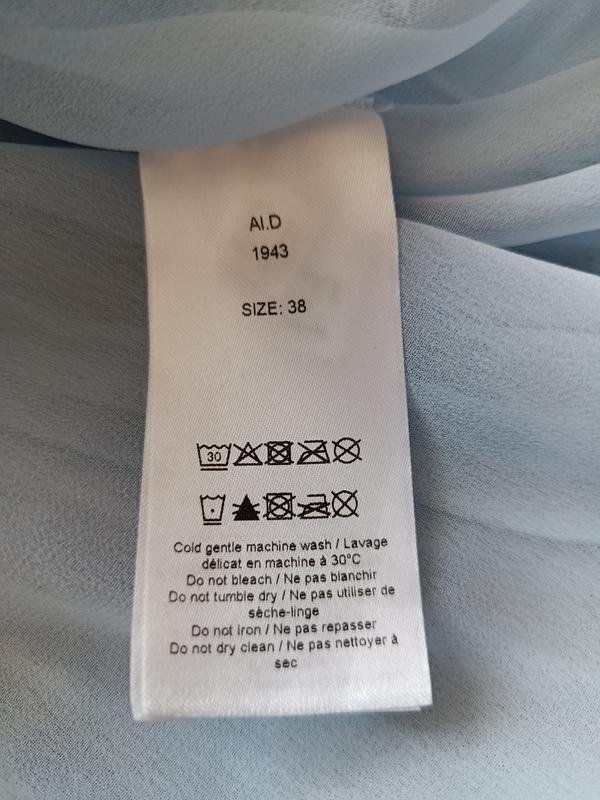 AI.D
1943
SIZE: 38
30
Cold gentle machine wash / Lavage
délicat en machine à 30°C
Do not bleach / Ne pas blanchir
Do not tumble dry / Ne pas utiliser de
sèche-linge
Do not iron / Ne pas repasser
Do not dry clean / Ne pas nettoyer à
sec